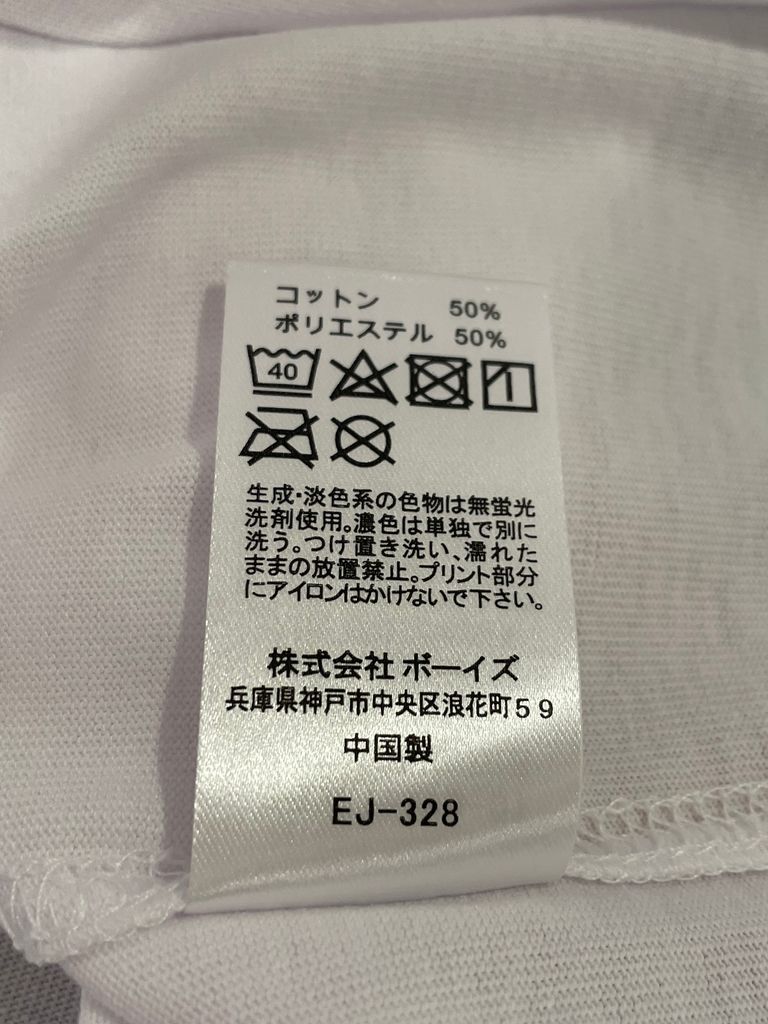 コットン 50%
ポリエステル 50%
40
生成・淡色系の色物は無蛍光
洗剤使用。濃色は単独で別に
洗う。つけ置き洗い、濡れた
ままの放置禁止。プリント部分
にアイロンはかけないで下さい。
株式会社 ボーイズ
兵庫県神戸市中央区浪花町59
中国製
EJ-328